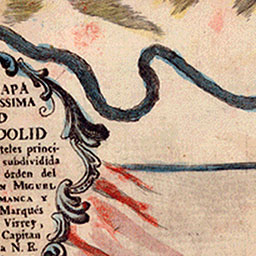 APA
SSIMA
D
DOLID
teles princi-
subdividida
órden del
N MIGUEL
MANCA Y
Marqués
Virrey,
Capitan
a N. R.